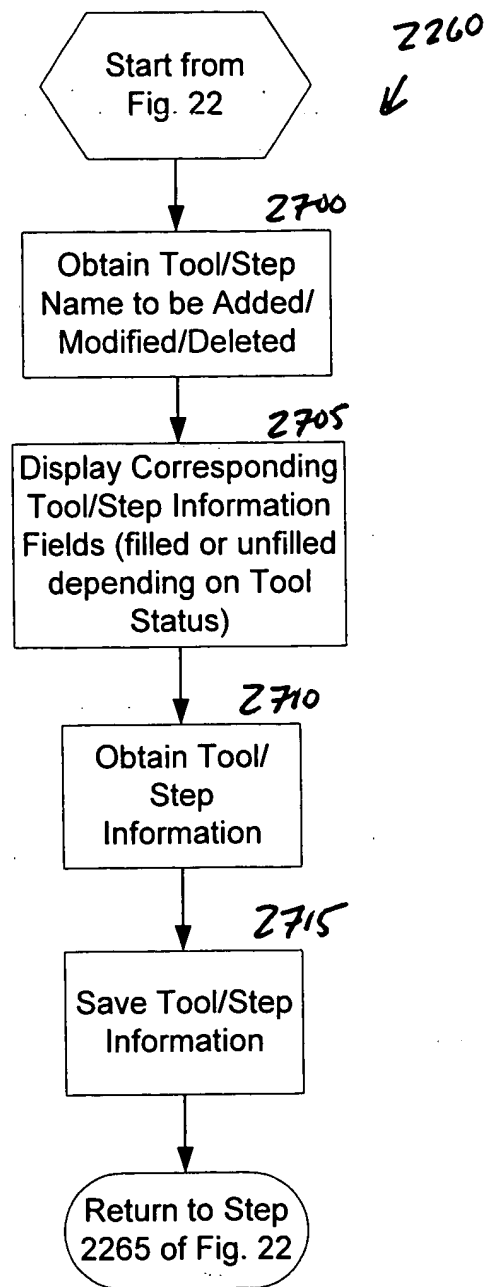 2260
Start from
Fig. 22
2700
Obtain Tool/Step
Name to be Added/
Modified/Deleted
2705
Display Corresponding
Tool/Step Information
Fields (filled or unfilled
depending on Tool
Status)
2710
Obtain Tool/
Step
Information
2715
Save Tool/Step
Information
Return to Step
2265 of Fig. 22